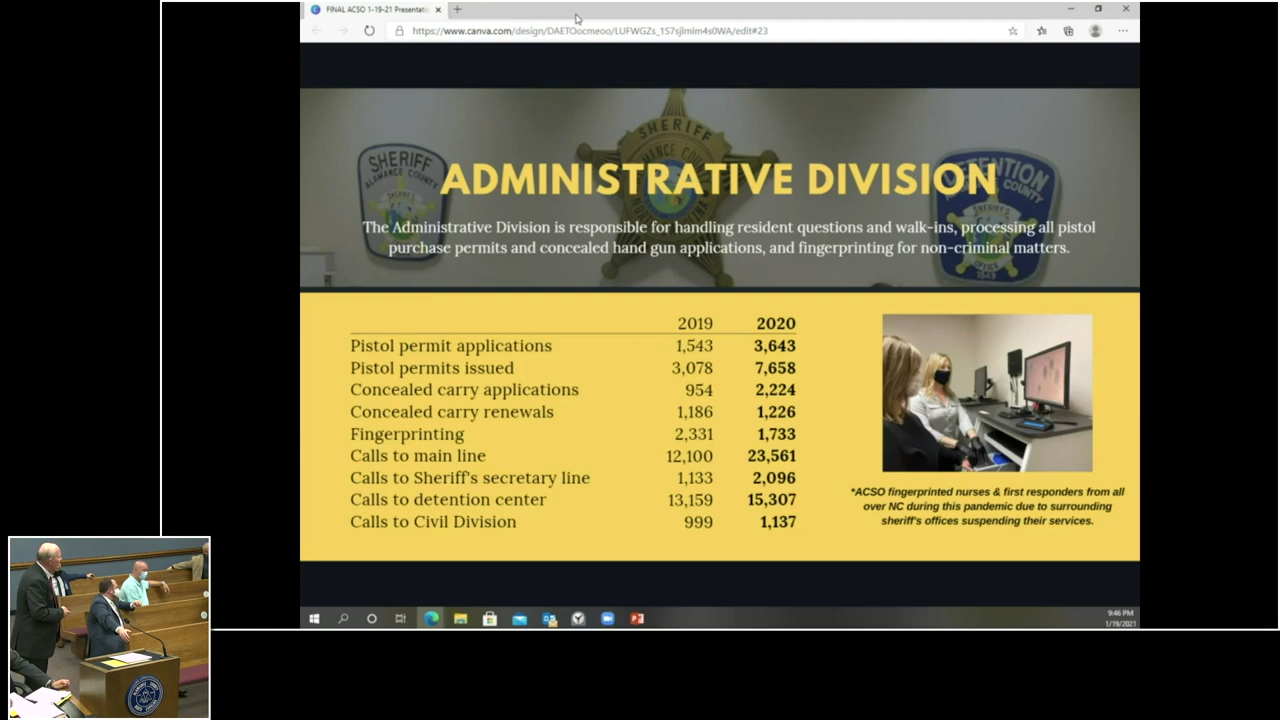 FINAL ACSO 1-19-21 Presentati
https://www.canva.com/design/DAETOocmeoo/LUFWGZs_1S7sjlmlm4s0WA/edit#23
SHERIFF
ALAMANCE COUNTY
SHERIFF
DETENTION
ADMINISTRATIVE DIVISION
The Administrative Division is responsible for handling resident questions and walk-ins, processing all pistol
purchase permits and concealed hand gun applications, and fingerprinting for non-criminal matters.
2019 2020
Pistol permit applications 1,543 3,643
Pistol permits issued 3,078 7,658
Concealed carry applications 954 2,224
Concealed carry renewals 1,186 1,226
Fingerprinting 2,331 1,733
Calls to main line 12,100 23,561
Calls to Sheriff's secretary line 1,133 2,096
Calls to detention center 13,159 15,307
Calls to Civil Division 999 1,137
*ACSO fingerprinted nurses & first responders from all
over NC during this pandemic due to surrounding
sheriff's offices suspending their services.
9:46 PM
1/19/2021